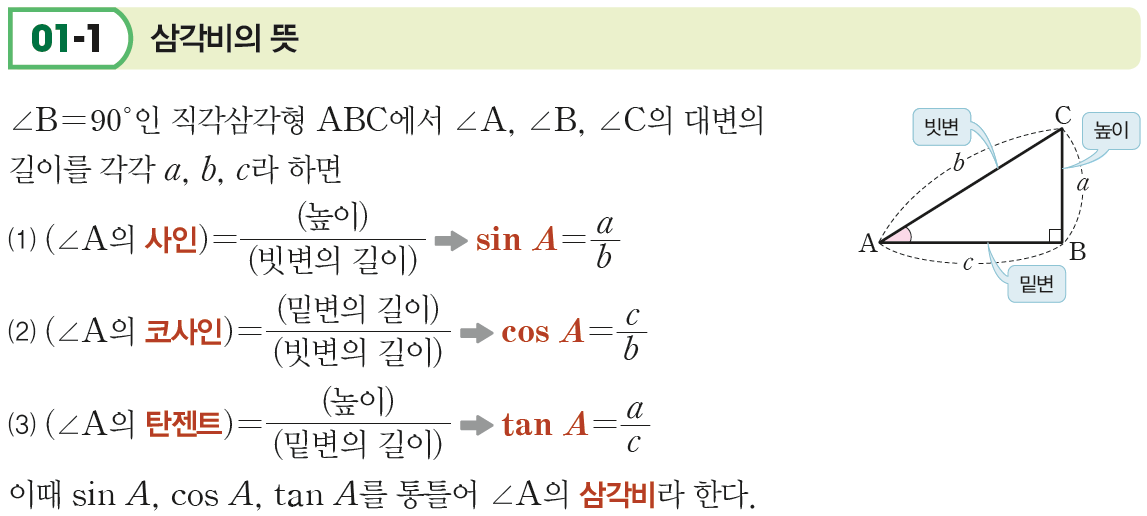 01-1 삼각비의 뜻
∠B=90°인 직각삼각형 ABC에서 ∠A, ∠B, ∠C의 대변의
길이를 각각 a, b, c라 하면
(1) (∠A의 사인)=(높이)/(빗변의 길이) ➡ sin A=a/b
(2) (∠A의 코사인)=(밑변의 길이)/(빗변의 길이) ➡ cos A=c/b
(3) (∠A의 탄젠트)=(높이)/(밑변의 길이) ➡ tan A=a/c
이때 sin A, cos A, tan A를 통틀어 ∠A의 삼각비라 한다.
빗변
C
높이
b
a
A
B
c
밑변